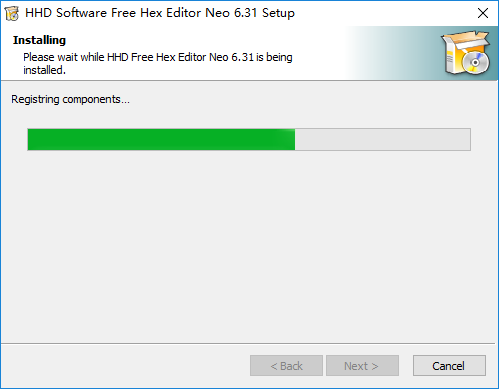 HHD Software Free Hex Editor Neo 6.31 Setup
Installing
Please wait while HHD Free Hex Editor Neo 6.31 is being
installed.
Registring components...
< Back
Next >
Cancel